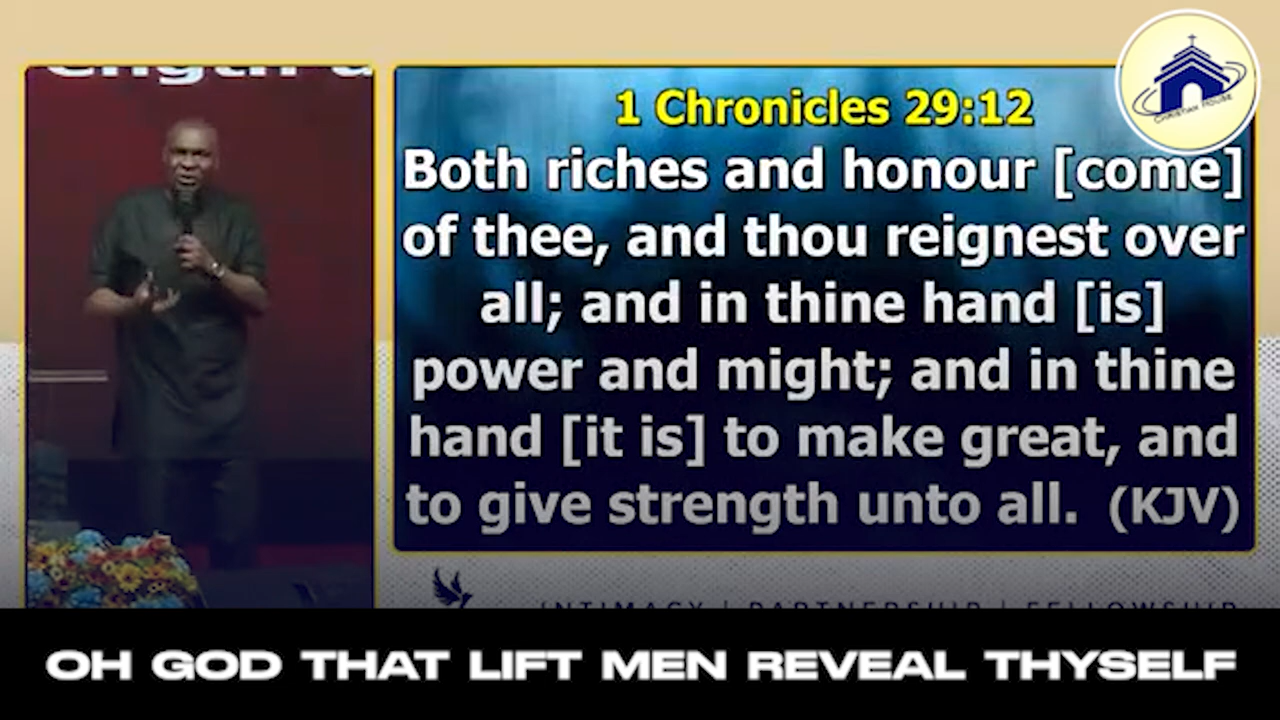 1 Chronicles 29:12
Both riches and honour [come]
of thee, and thou reignest over
all; and in thine hand [is]
power and might; and in thine
hand [it is] to make great, and
to give strength unto all. (KJV)
CHRISTIAN HOUSE
INTIMACY | PARTNERSHIP | FELLOWSHIP
OH GOD THAT LIFT MEN REVEAL THYSELF